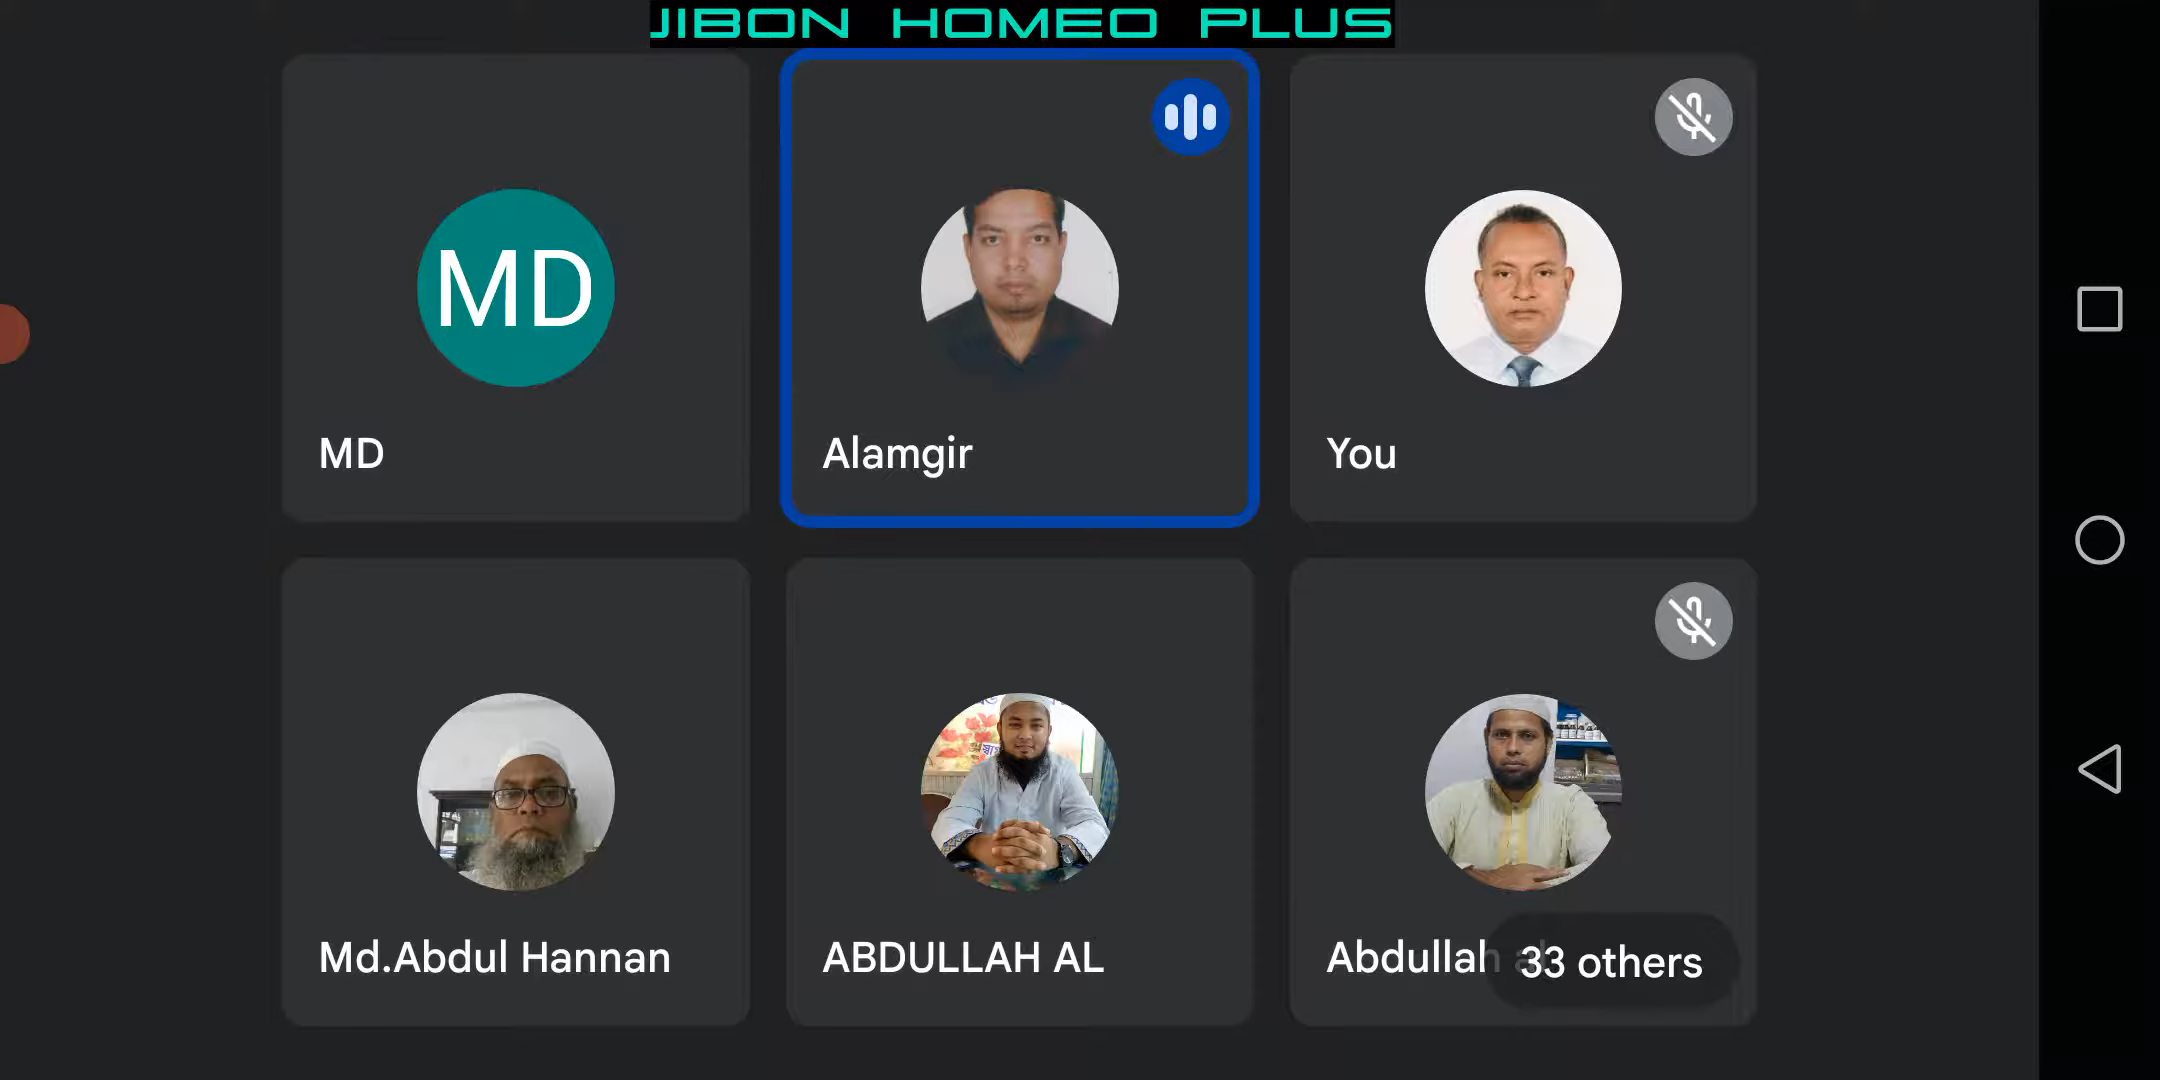 JIBON HOMEO PLUS
MD
MD
Alamgir
You
Md.Abdul Hannan
ABDULLAH AL
Abdullah
33 others